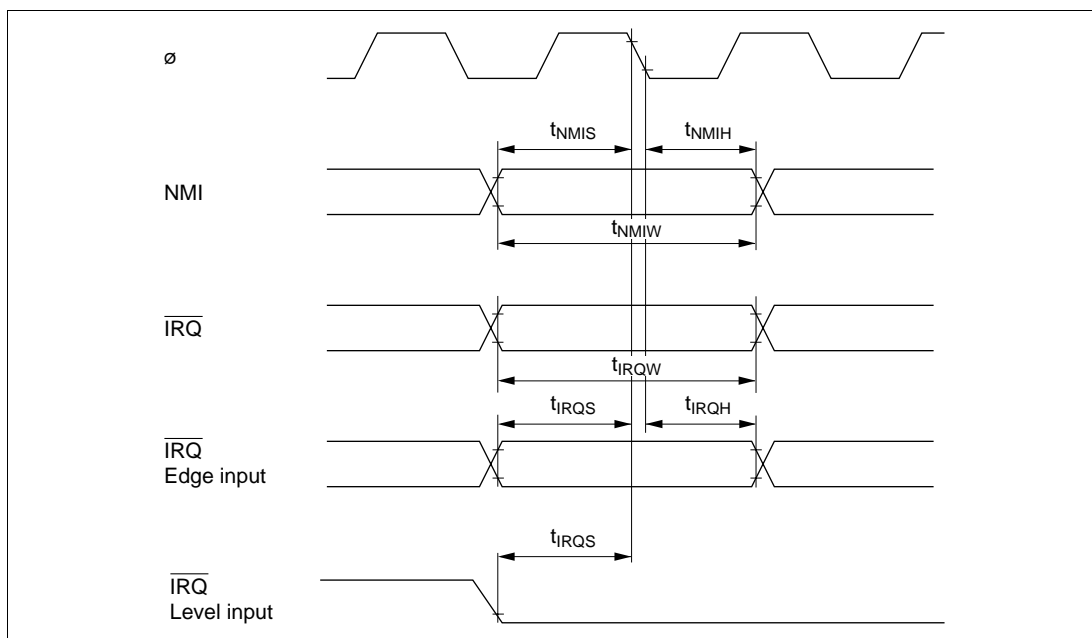 ø
tNMIS tNMIH
NMI
tNMIW
IRQ
tIRQW
tIRQS tIRQH
IRQ
Edge input
tIRQS
IRQ
Level input